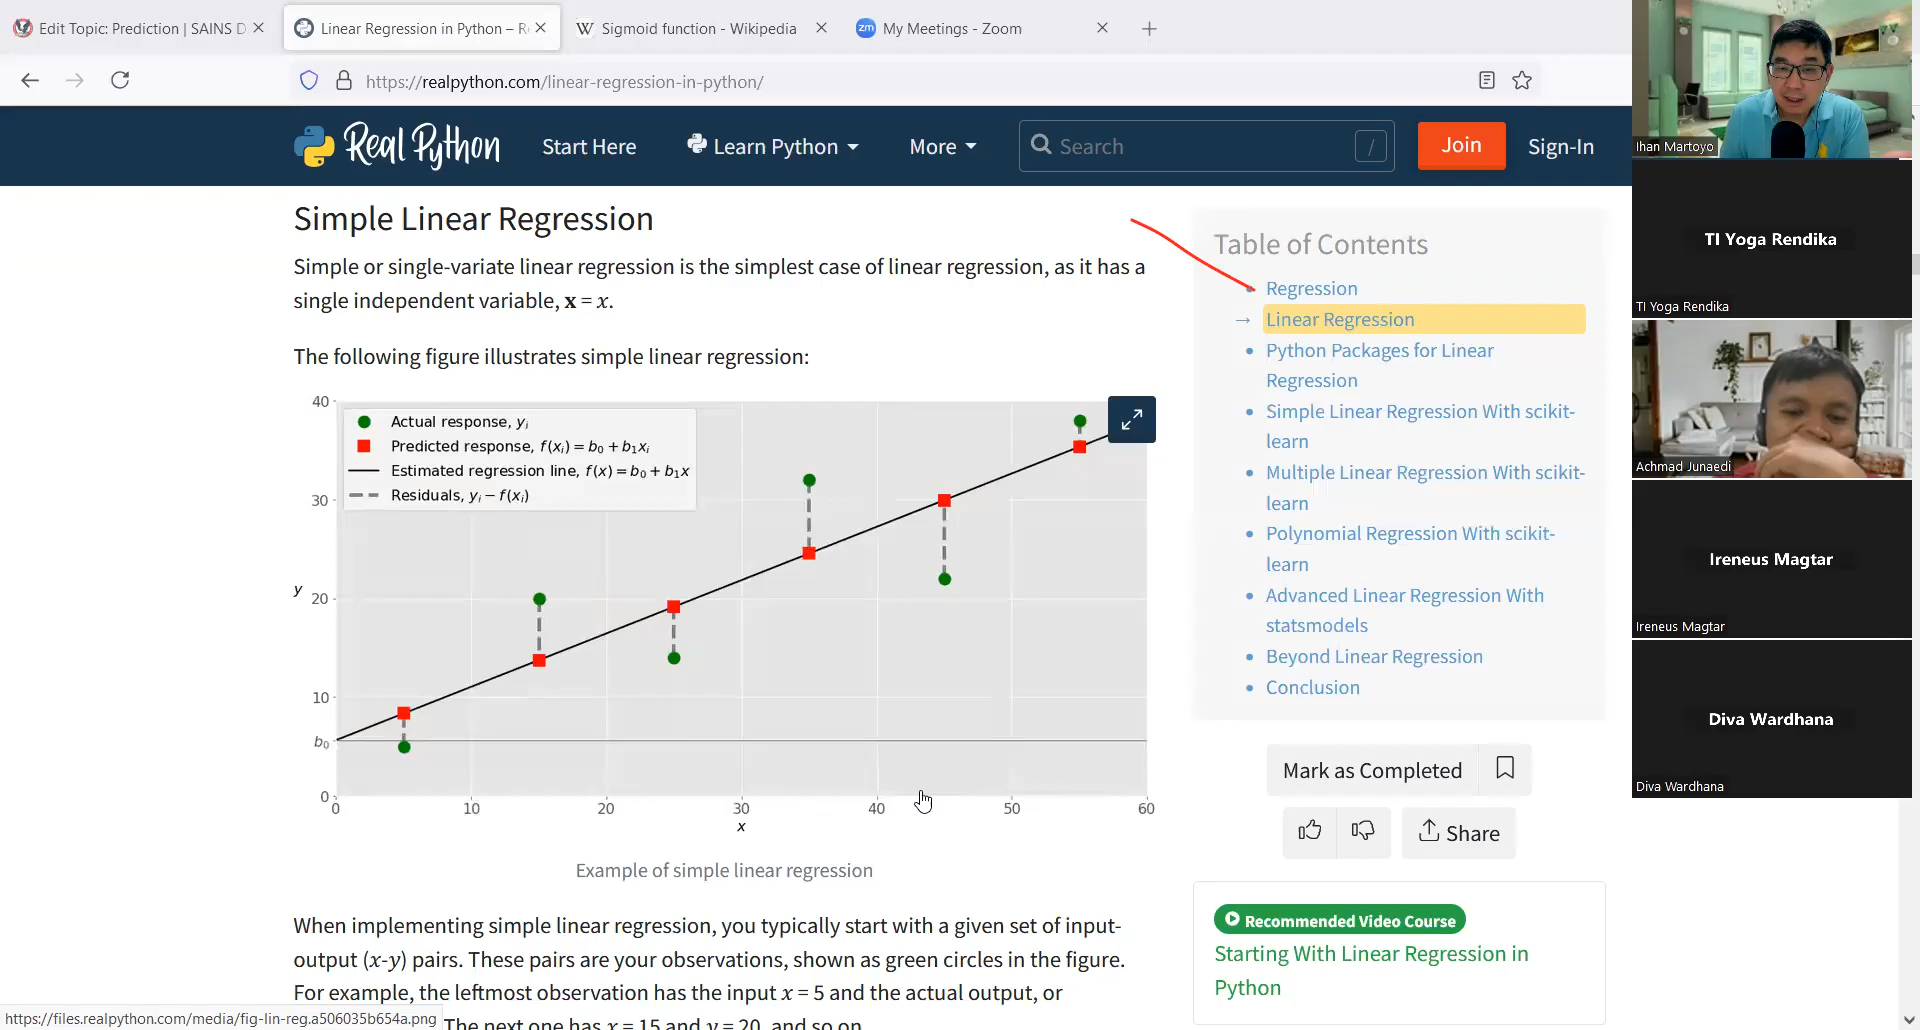 Edit Topic: Prediction | SAINS D
Linear Regression in Python – R
Sigmoid function - Wikipedia
My Meetings - Zoom
https://realpython.com/linear-regression-in-python/
Real Python
Start Here
Learn Python
More
Search
/
Join
Sign-In
Simple Linear Regression
Simple or single-variate linear regression is the simplest case of linear regression, as it has a
single independent variable, x = x.
The following figure illustrates simple linear regression:
40
30
20
10
b₀
0
y
Actual response, yᵢ
Predicted response, f(xᵢ) = b₀ + b₁xᵢ
Estimated regression line, f(x) = b₀ + b₁x
Residuals, yᵢ − f(xᵢ)
0 10 20 30 40 50 60
x
Example of simple linear regression
When implementing simple linear regression, you typically start with a given set of input-
output (x-y) pairs. These pairs are your observations, shown as green circles in the figure.
For example, the leftmost observation has the input x = 5 and the actual output, or
The next one has x = 15 and y = 20, and so on.
https://files.realpython.com/media/fig-lin-reg.a506035b654a.png
Table of Contents
Regression
→ Linear Regression
Python Packages for Linear
Regression
Simple Linear Regression With scikit-
learn
Multiple Linear Regression With scikit-
learn
Polynomial Regression With scikit-
learn
Advanced Linear Regression With
statsmodels
Beyond Linear Regression
Conclusion
Mark as Completed
Share
Recommended Video Course
Starting With Linear Regression in
Python
Ihan Martoyo
TI Yoga Rendika
TI Yoga Rendika
Achmad Junaedi
Ireneus Magtar
Ireneus Magtar
Diva Wardhana
Diva Wardhana